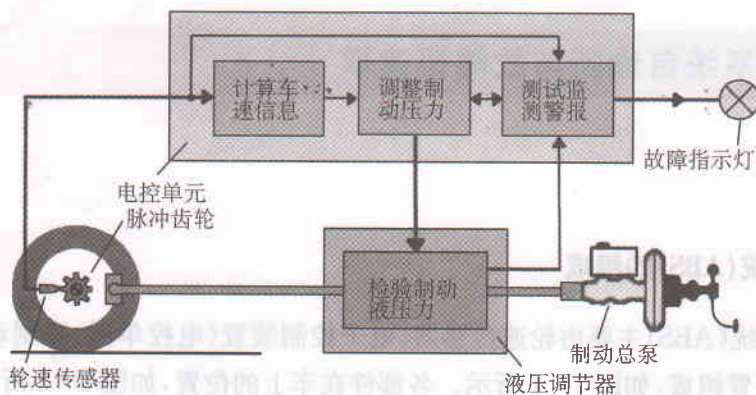 计算车
速信息
调整制
动压力
测试监
测警报
故障指示灯
电控单元
脉冲齿轮
检验制动
液压力
轮速传感器
制动总泵
液压调节器